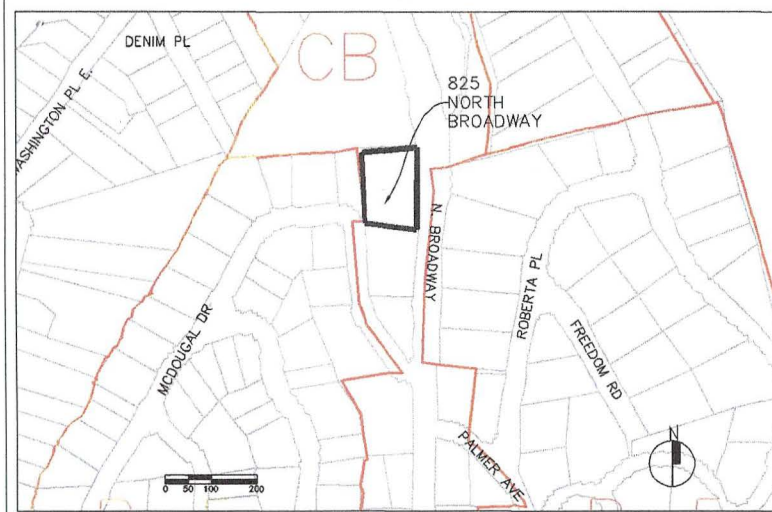 DENIM PL
WASHINGTON PL E.
CB
825
NORTH
BROADWAY
N. BROADWAY
ROBERTA PL
FREEDOM RD
MCDOUGAL DR
PALMER AVE
N
0 50 100 200